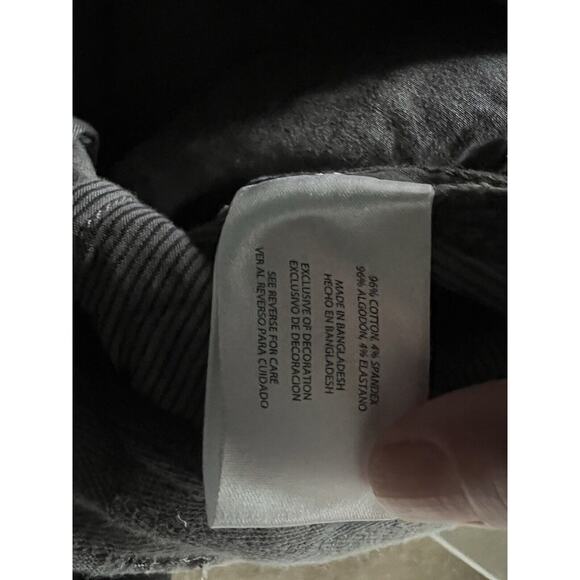 96% COTTON, 4% SPANDEX
96% ALGODÓN, 4% ELASTANO
MADE IN BANGLADESH
HECHO EN BANGLADESH
EXCLUSIVE OF DECORATION
EXCLUSIVO DE DECORACION
SEE REVERSE FOR CARE
VER AL REVERSO PARA CUIDADO